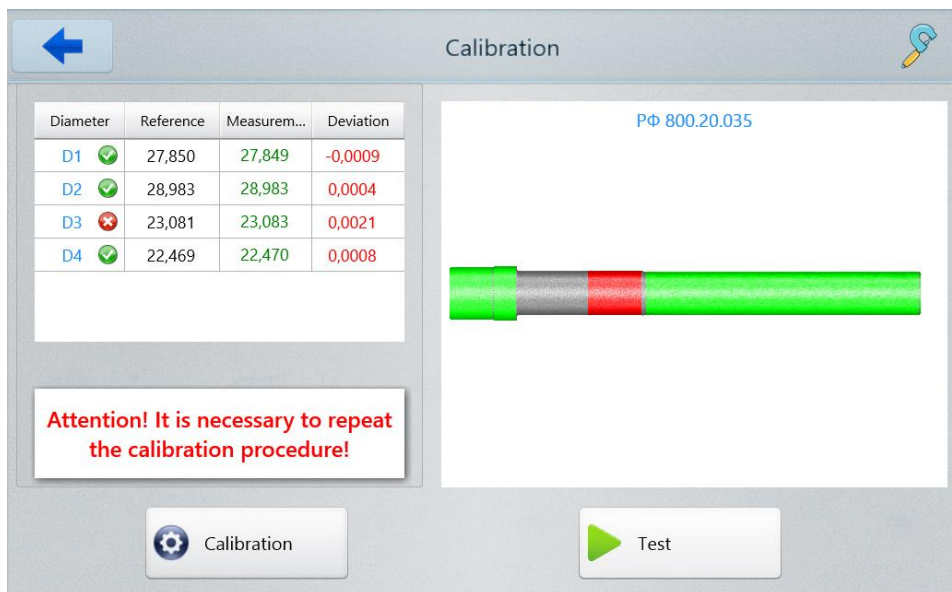 Calibration
Diameter Reference Measurem... Deviation
D1 27,850 27,849 -0,0009
D2 28,983 28,983 0,0004
D3 23,081 23,083 0,0021
D4 22,469 22,470 0,0008
РФ 800.20.035
Attention! It is necessary to repeat
the calibration procedure!
Calibration
Test